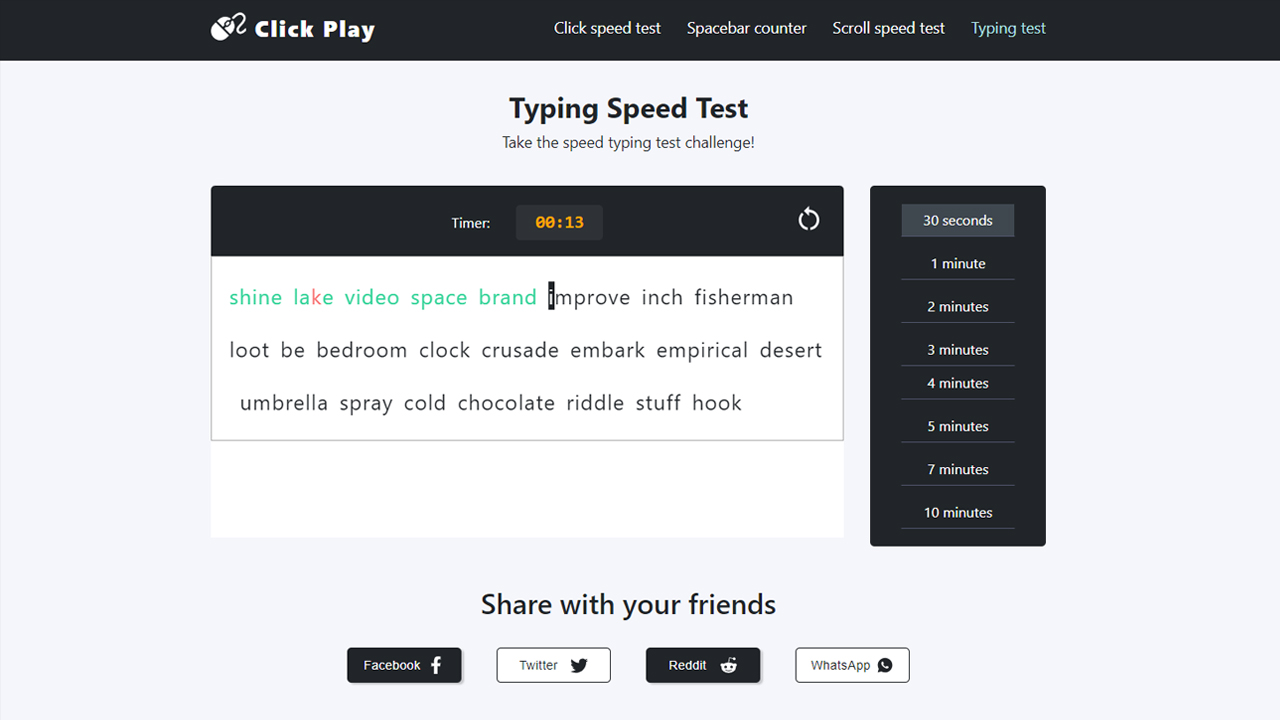 Click Play
Click speed test Spacebar counter Scroll speed test Typing test
Typing Speed Test
Take the speed typing test challenge!
Timer: 00:13
shine lake video space brand improve inch fisherman
loot be bedroom clock crusade embark empirical desert
umbrella spray cold chocolate riddle stuff hook
30 seconds
1 minute
2 minutes
3 minutes
4 minutes
5 minutes
7 minutes
10 minutes
Share with your friends
Facebook Twitter Reddit WhatsApp